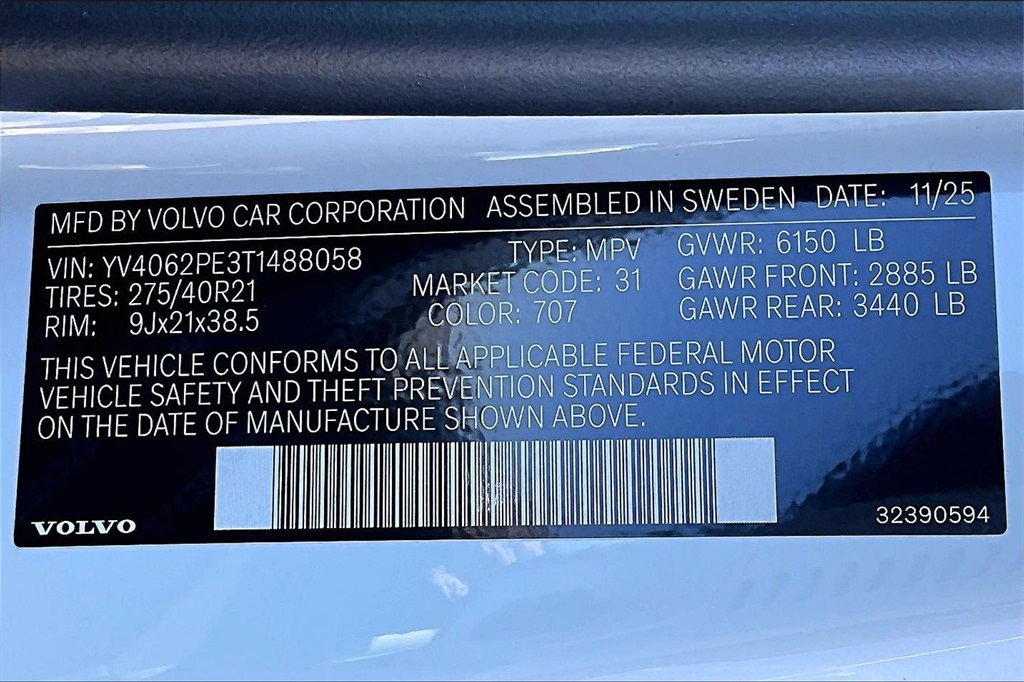 MFD BY VOLVO CAR CORPORATION ASSEMBLED IN SWEDEN DATE: 11/25
VIN: YV4062PE3T1488058 TYPE: MPV GVWR: 6150 LB
TIRES: 275/40R21 MARKET CODE: 31 GAWR FRONT: 2885 LB
RIM: 9Jx21x38.5 COLOR: 707 GAWR REAR: 3440 LB
THIS VEHICLE CONFORMS TO ALL APPLICABLE FEDERAL MOTOR
VEHICLE SAFETY AND THEFT PREVENTION STANDARDS IN EFFECT
ON THE DATE OF MANUFACTURE SHOWN ABOVE.
VOLVO 32390594